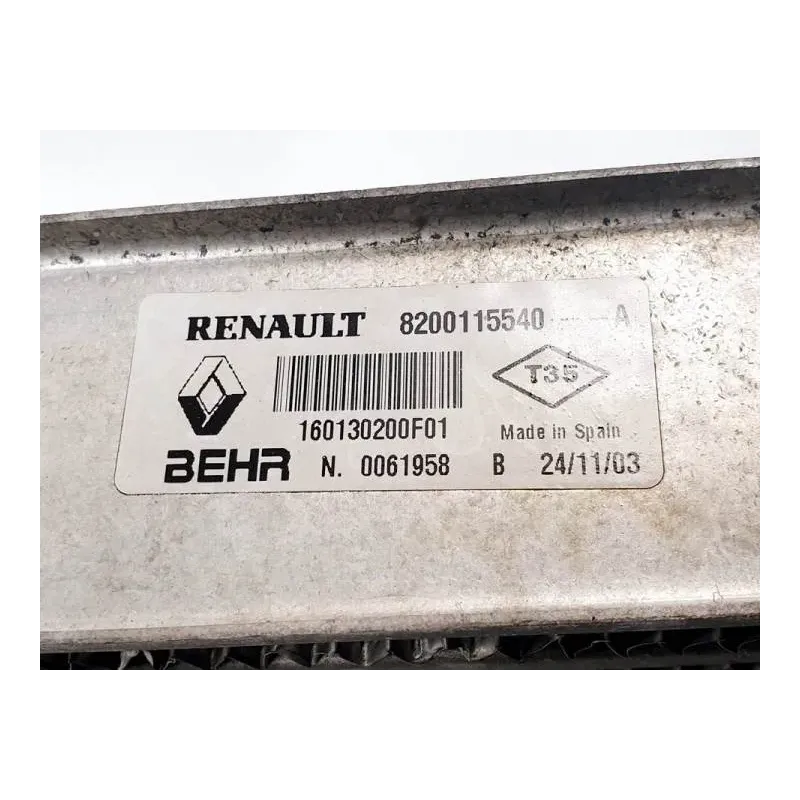 RENAULT 8200115540 ---A
T35
160130200F01 Made in Spain
BEHR N. 0061958 B 24/11/03